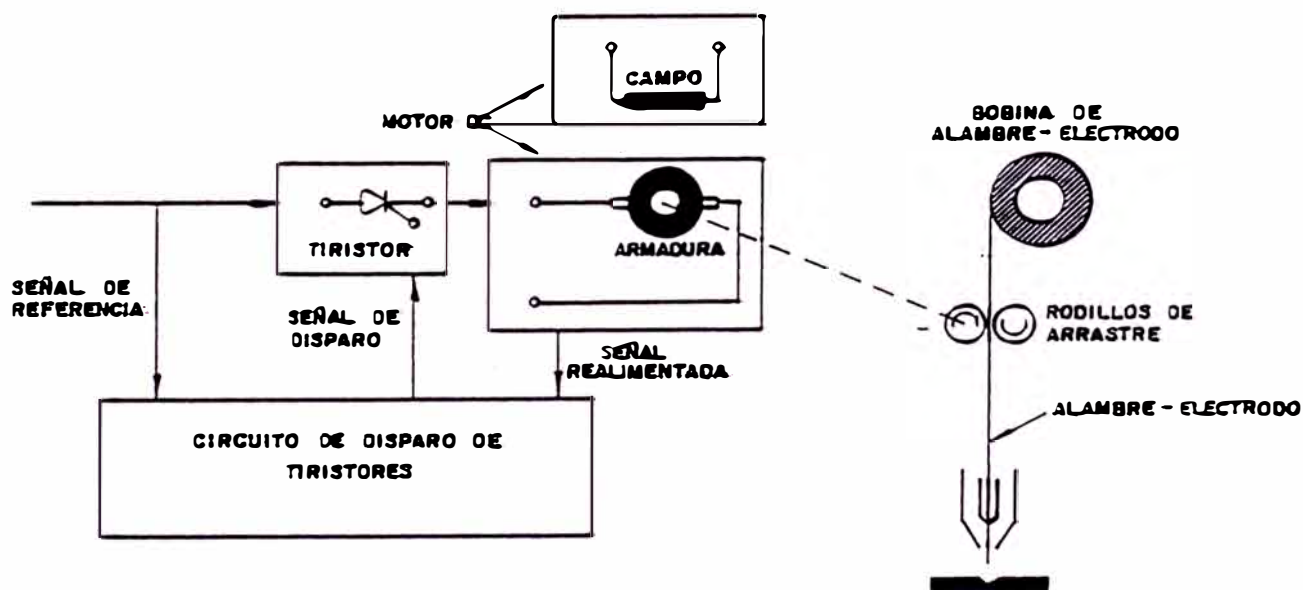 CAMPO
MOTOR
BOBINA DE
ALAMBRE - ELECTRODO
TIRISTOR
ARMADURA
SEÑAL DE
REFERENCIA
SEÑAL DE
DISPARO
SEÑAL
REALIMENTADA
RODILLOS DE
ARRASTRE
ALAMBRE - ELECTRODO
CIRCUITO DE DISPARO DE
TIRISTORES